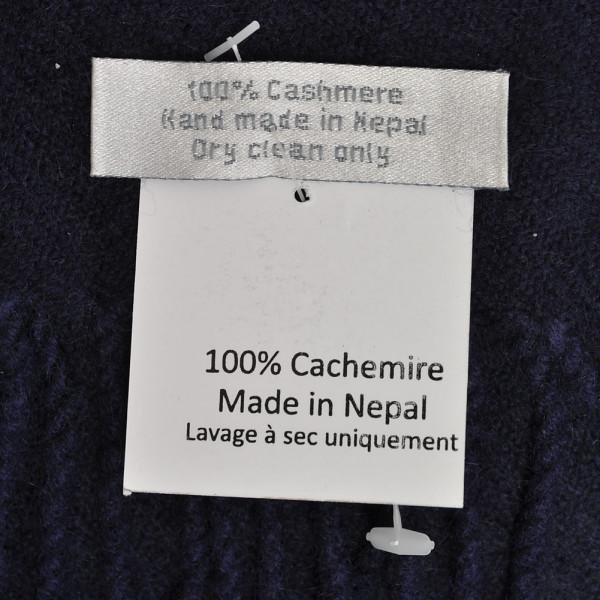 100% Cashmere
Hand made in Nepal
Dry clean only
100% Cachemire
Made in Nepal
Lavage à sec uniquement